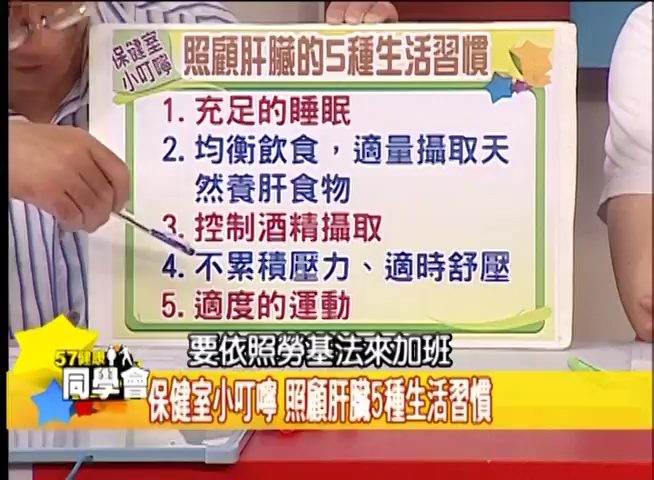 保健室
小叮嚀
照顧肝臟的5種生活習慣
1. 充足的睡眠
2. 均衡飲食，適量攝取天
然養肝食物
3. 控制酒精攝取
4. 不累積壓力、適時舒壓
5. 適度的運動
要依照勞基法來加班
57健康
同學會
保健室小叮嚀 照顧肝臟5種生活習慣